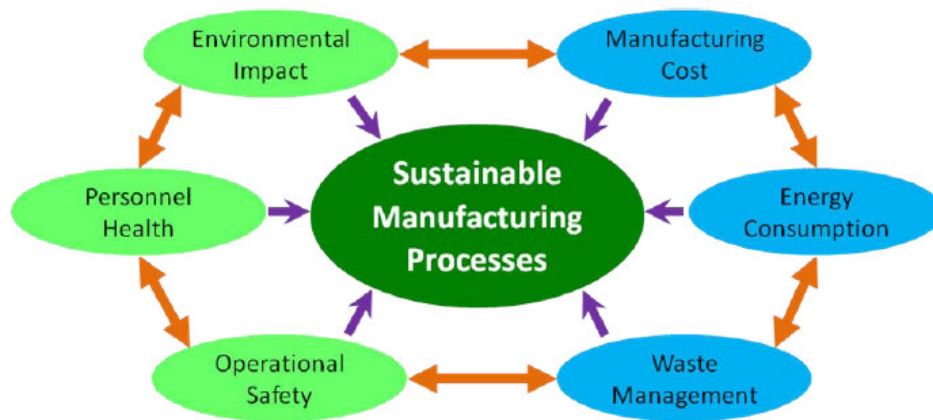 Environmental
Impact
Manufacturing
Cost
Personnel
Health
Sustainable
Manufacturing
Processes
Energy
Consumption
Operational
Safety
Waste
Management